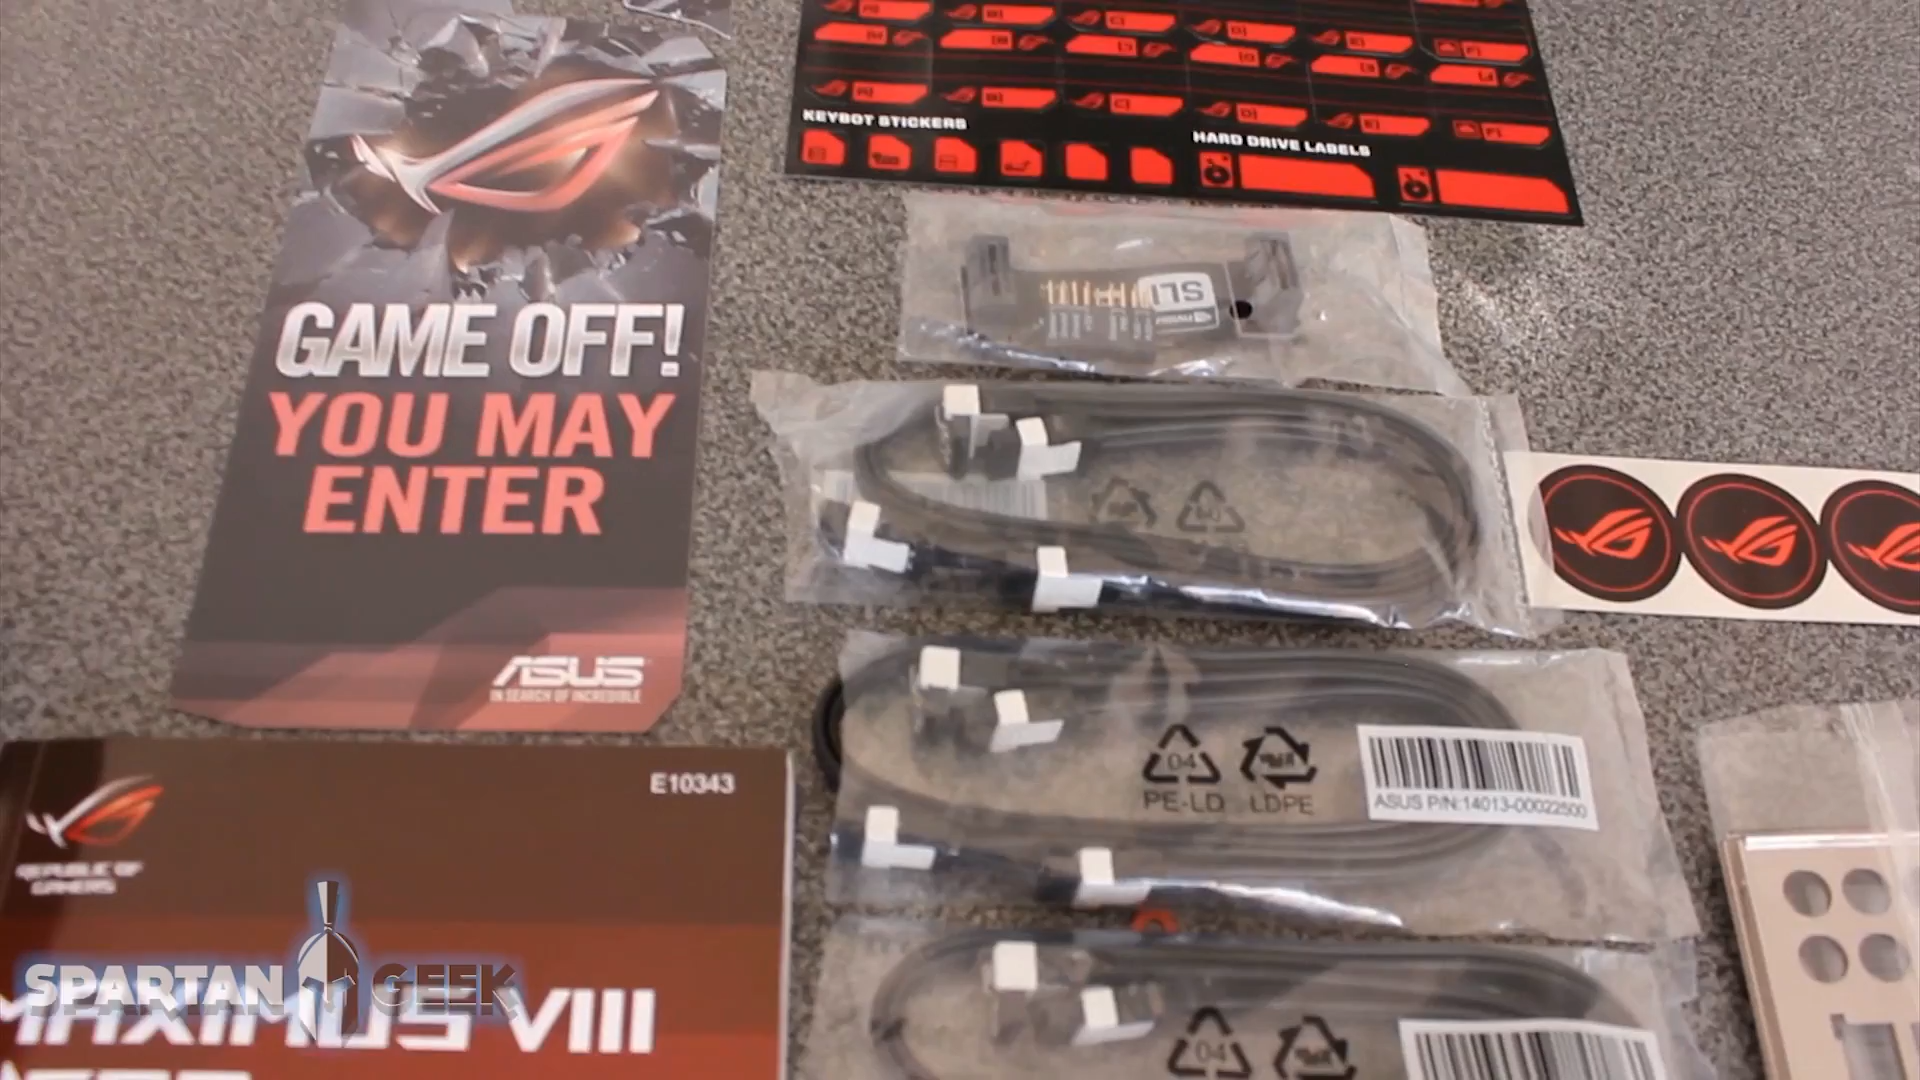 KEYBOT STICKERS
HARD DRIVE LABELS
SLI
GAME OFF!
YOU MAY
ENTER
ASUS
IN SEARCH OF INCREDIBLE
04
PE-LD
LDPE
ASUS P/N:14013-00022500
E10343
REPUBLIC OF
GAMERS
SPARTAN GEEK
MAXIMUS VIII
04